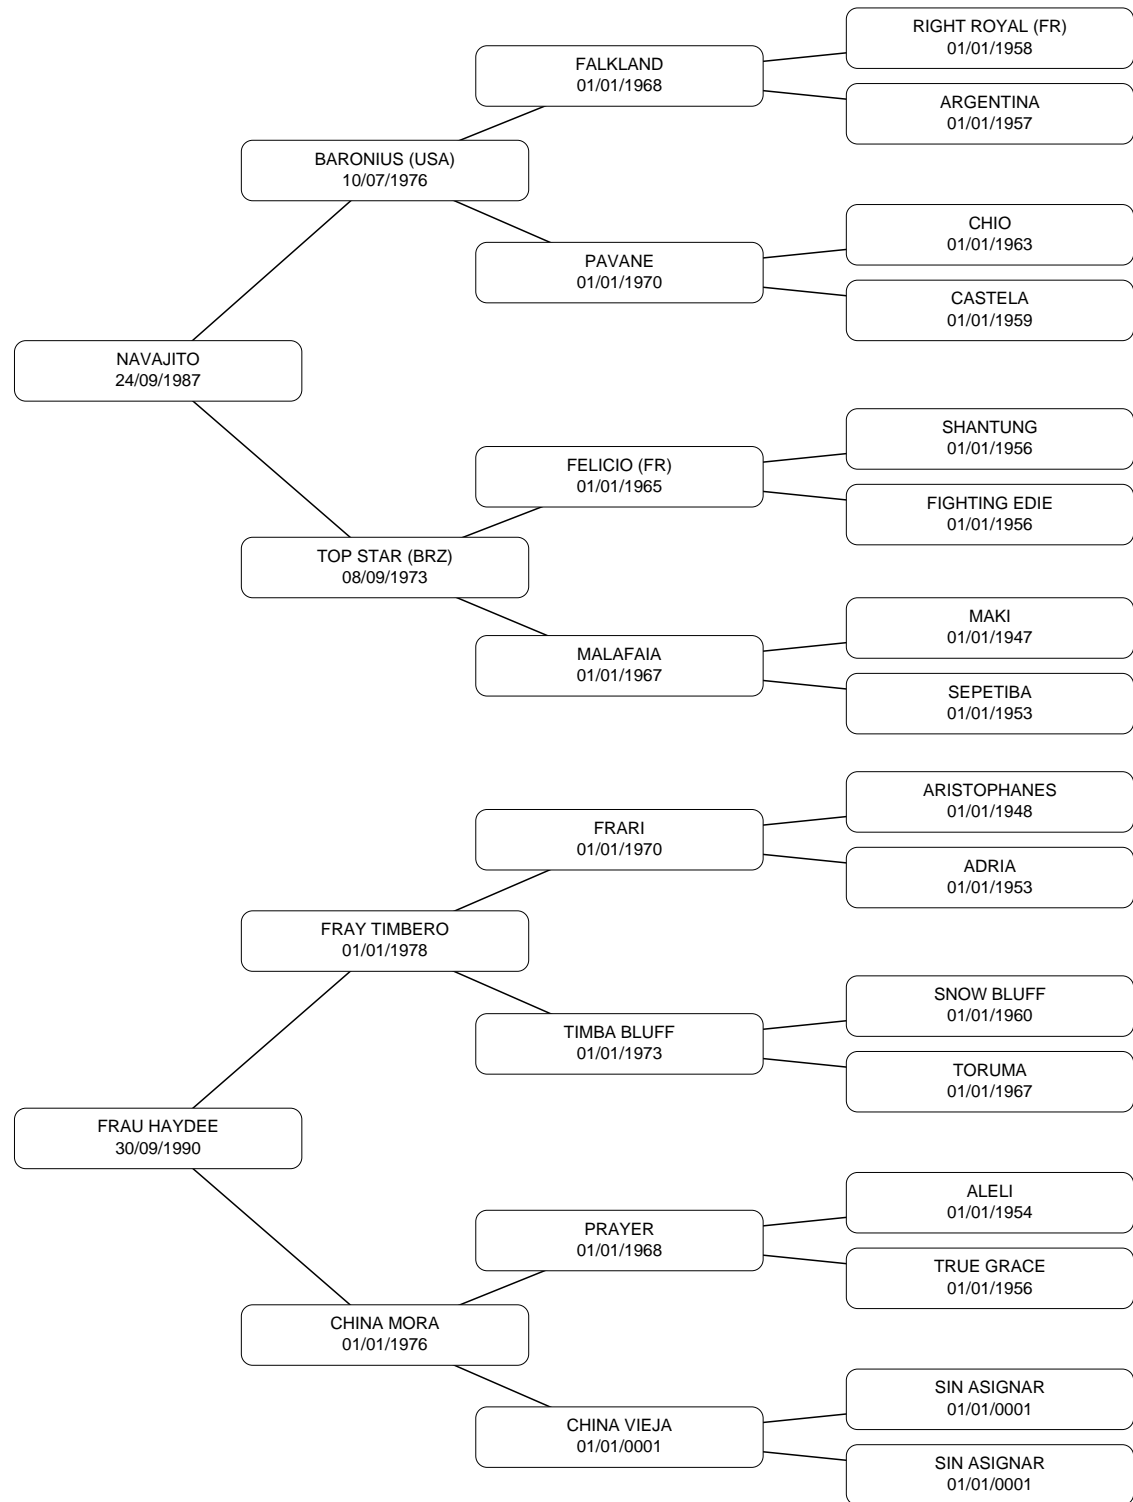 RIGHT ROYAL (FR)
01/01/1958
FALKLAND
01/01/1968
ARGENTINA
01/01/1957
BARONIUS (USA)
10/07/1976
CHIO
01/01/1963
PAVANE
01/01/1970
CASTELA
01/01/1959
NAVAJITO
24/09/1987
SHANTUNG
01/01/1956
FELICIO (FR)
01/01/1965
FIGHTING EDIE
01/01/1956
TOP STAR (BRZ)
08/09/1973
MAKI
01/01/1947
MALAFAIA
01/01/1967
SEPETIBA
01/01/1953
ARISTOPHANES
01/01/1948
FRARI
01/01/1970
ADRIA
01/01/1953
FRAY TIMBERO
01/01/1978
SNOW BLUFF
01/01/1960
TIMBA BLUFF
01/01/1973
TORUMA
01/01/1967
FRAU HAYDEE
30/09/1990
ALELI
01/01/1954
PRAYER
01/01/1968
TRUE GRACE
01/01/1956
CHINA MORA
01/01/1976
SIN ASIGNAR
01/01/0001
CHINA VIEJA
01/01/0001
SIN ASIGNAR
01/01/0001